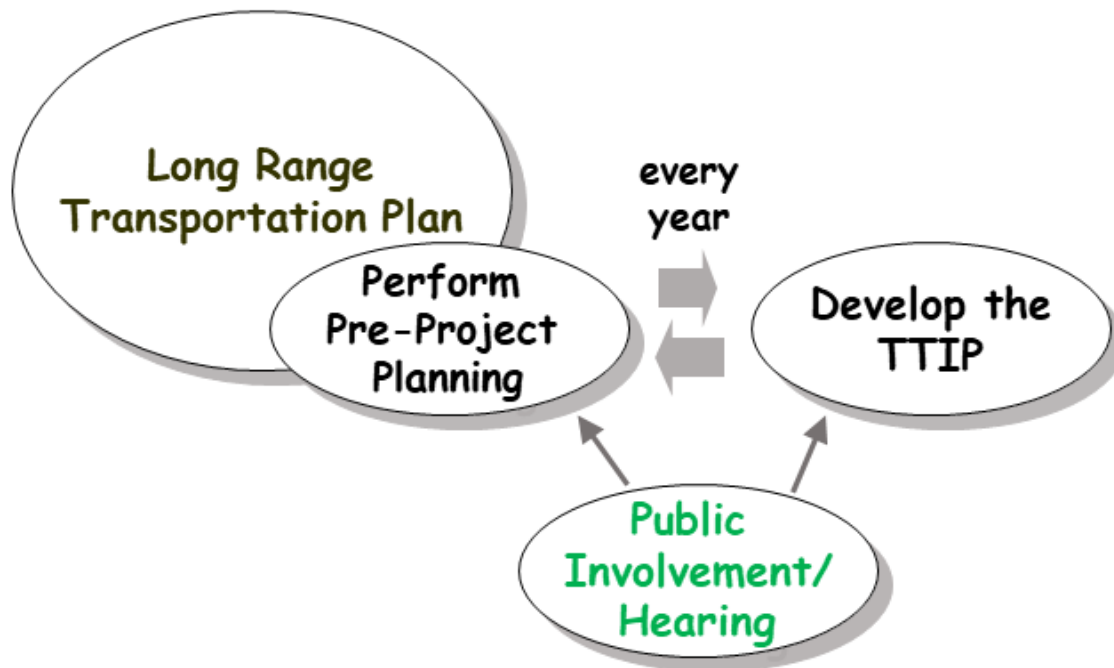 Long Range
Transportation Plan
every
year
Perform
Pre-Project
Planning
Develop the
TTIP
Public
Involvement/
Hearing